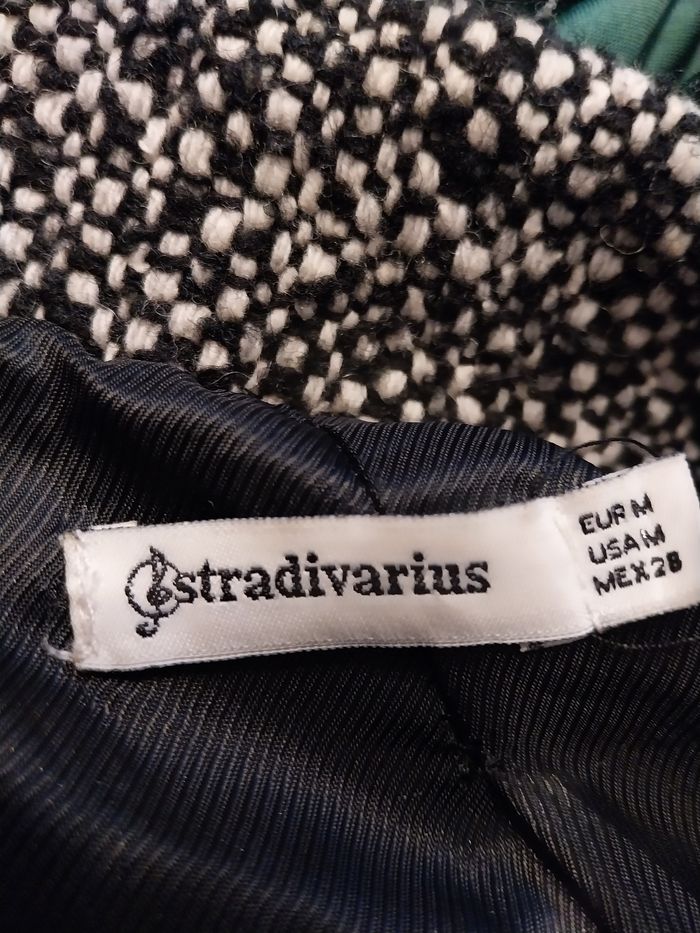 stradivarius
EUR M
USA M
MEX 28